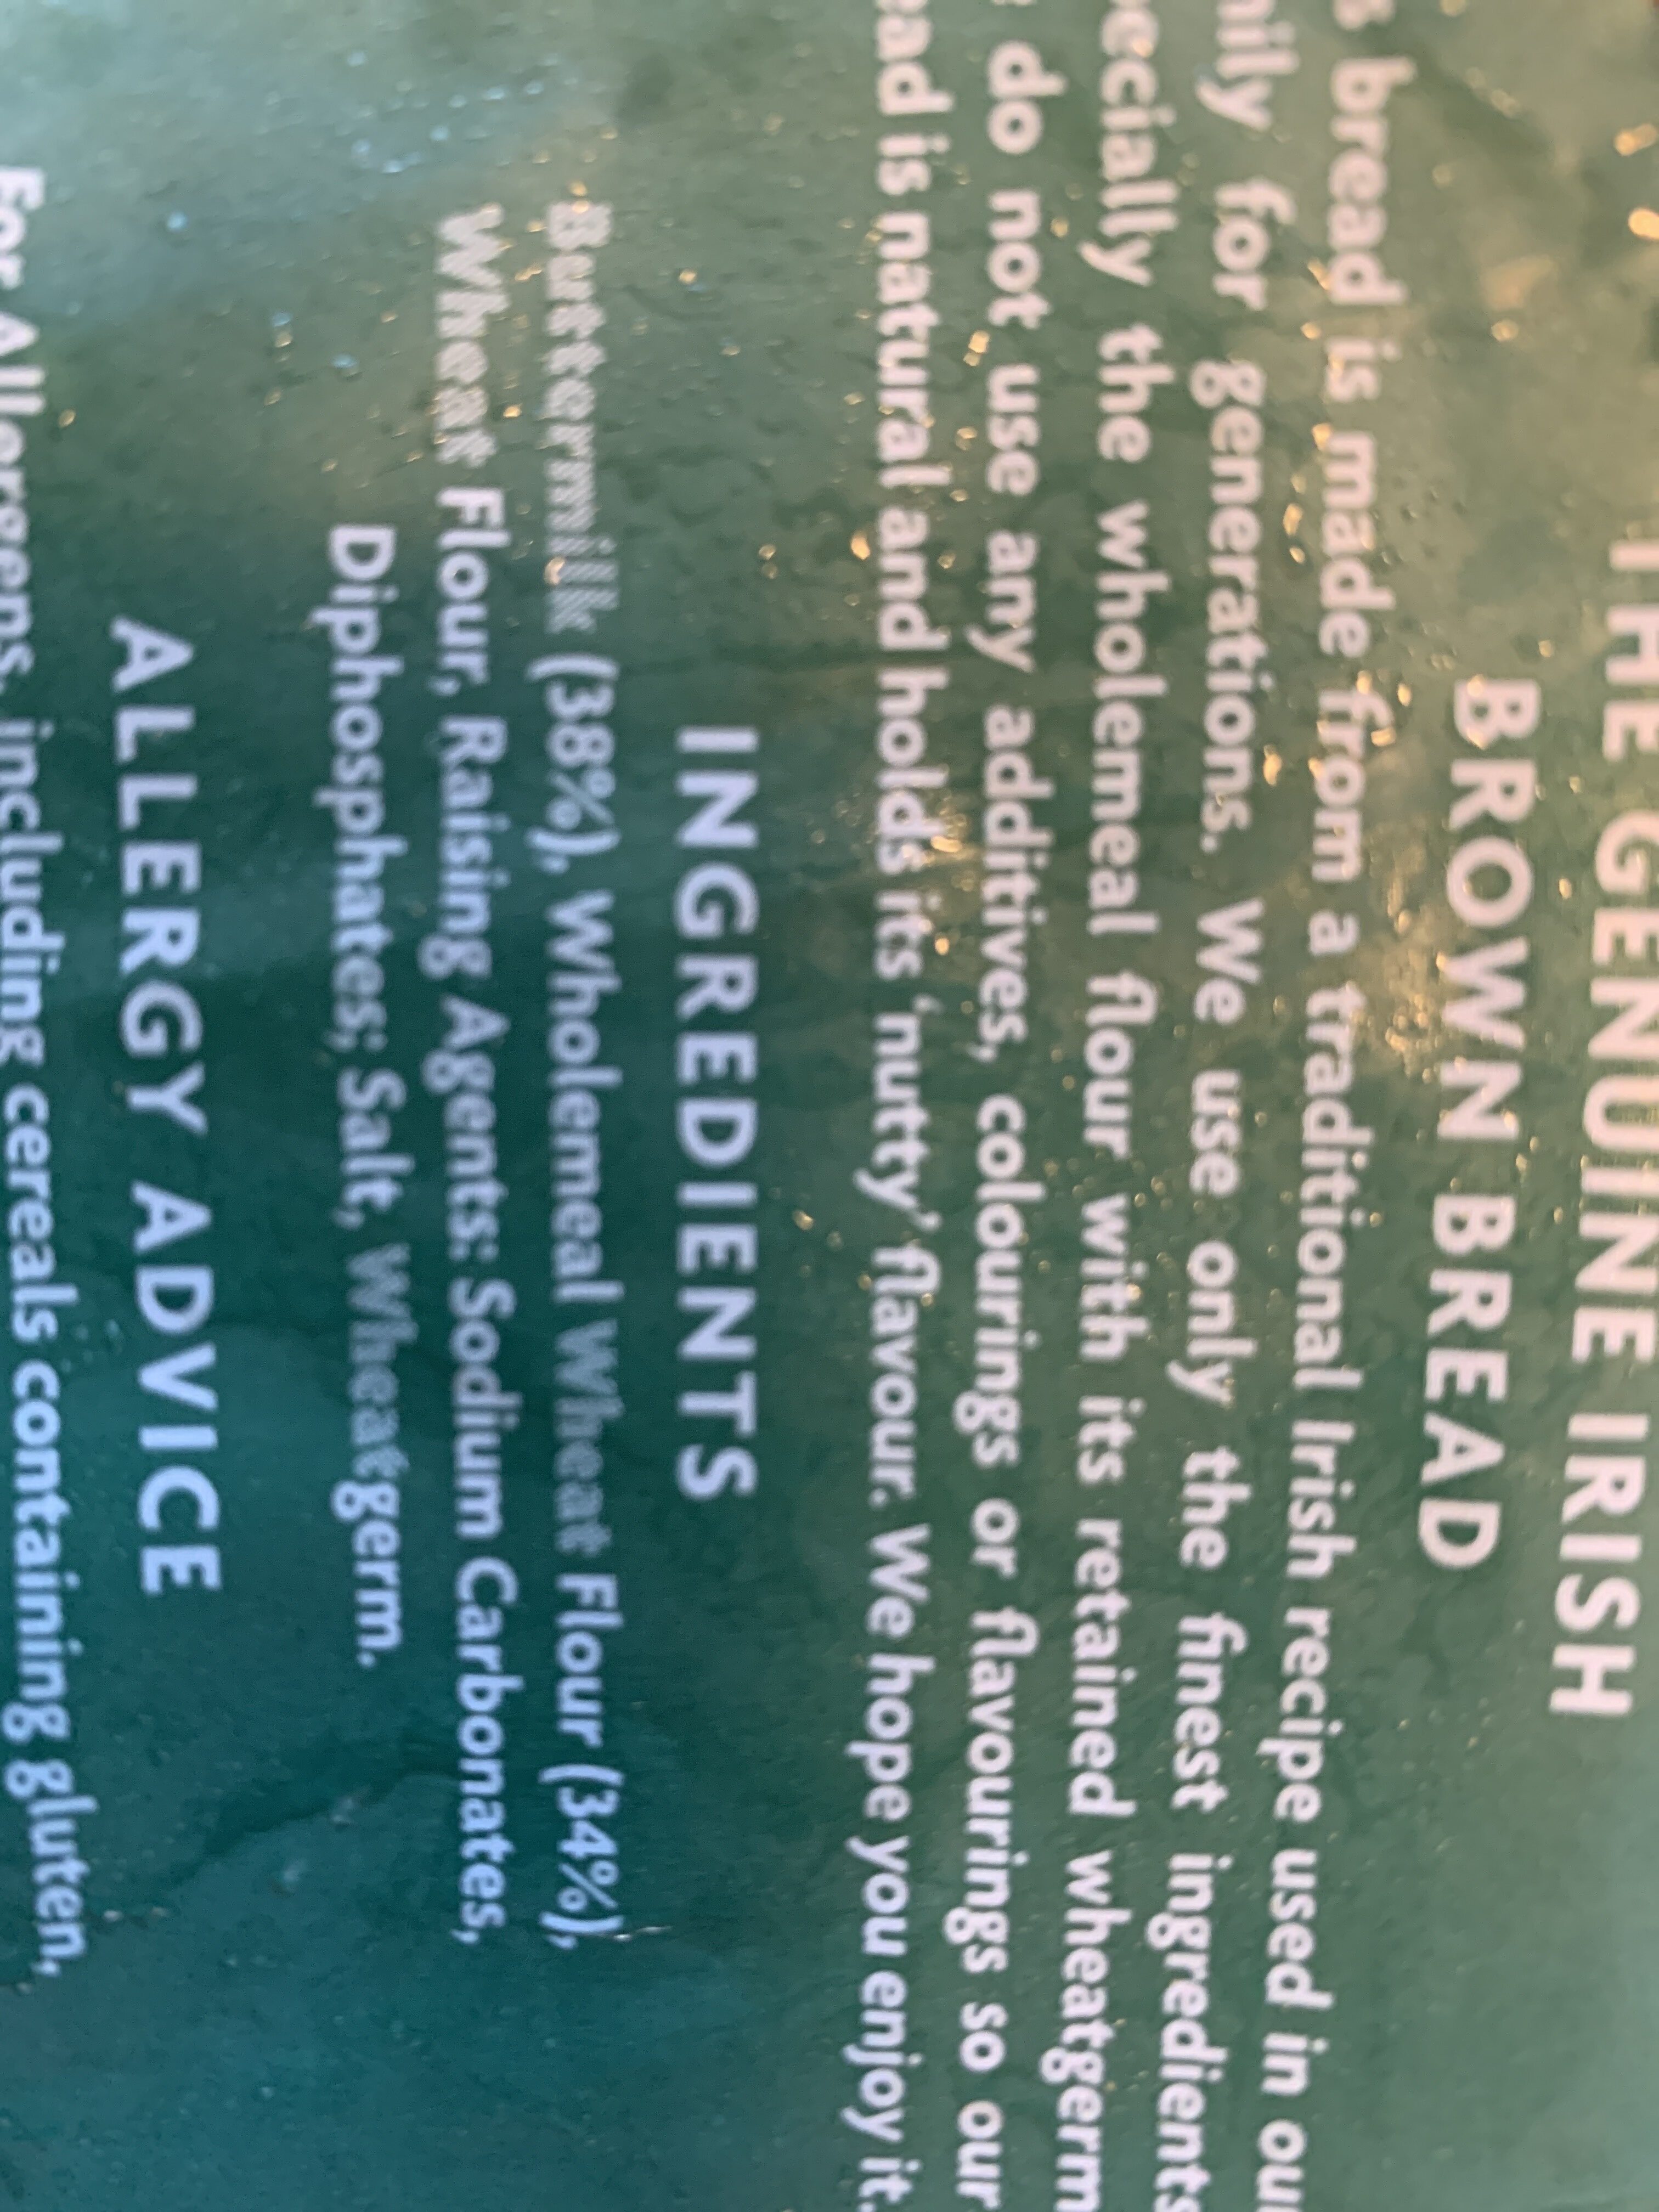 THE GENUINE IRISH
BROWN BREAD
bread is made from a traditional Irish recipe used in our
for generations. We use only the finest ingredients
the wholemeal flour with its retained wheatgerm
do not use any additives, colourings or flavourings so our
is natural and holds its 'nutty' flavour. We hope you enjoy it.
INGREDIENTS
Buttermilk (38%), Wholemeal Wheat Flour (34%),
Wheat Flour, Raising Agents: Sodium Carbonates,
Diphosphates; Salt, Wheatgerm.
ALLERGY ADVICE
For Allergens, including cereals containing gluten,